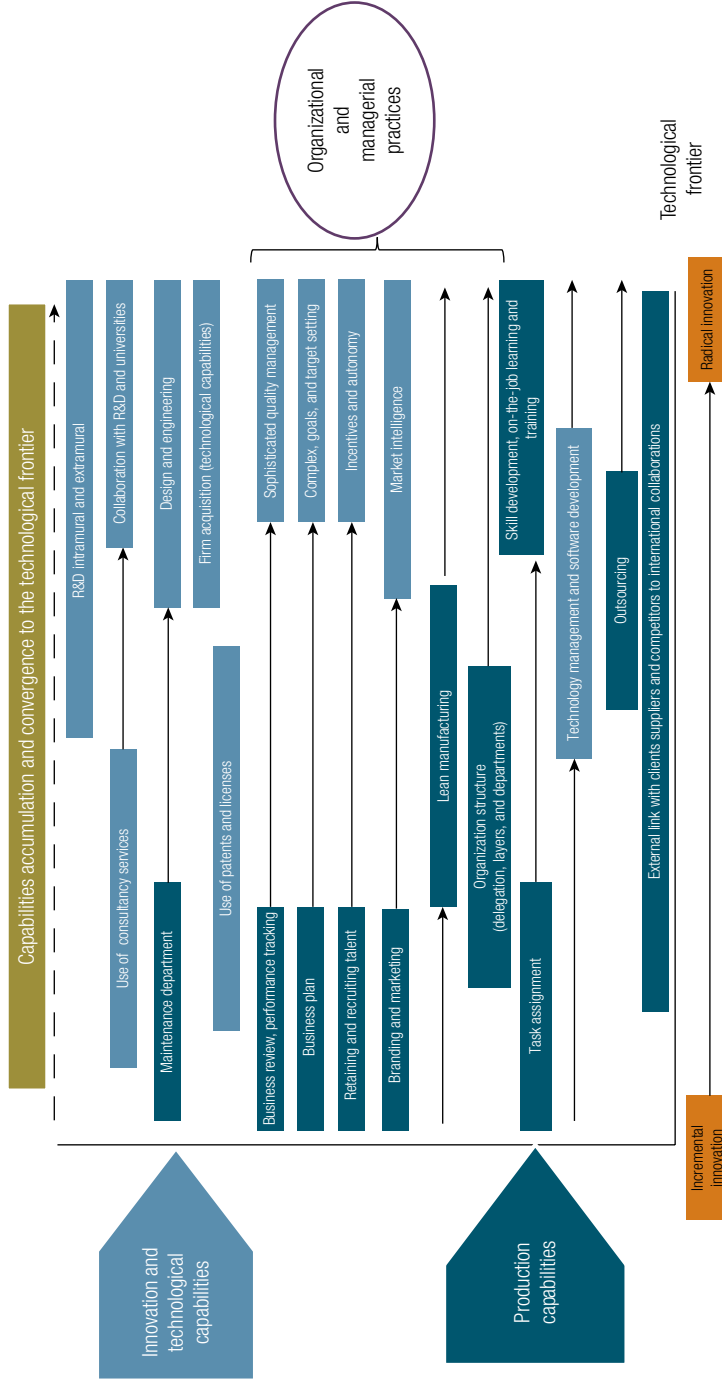 Capabilities accumulation and convergence to the technological frontier
Innovation and
technological
capabilities
R&D intramural and extramural
Use of consultancy services
Collaboration with R&D and universities
Maintenance department
Design and engineering
Firm acquisition (technological capabilities)
Use of patents and licenses
Business review, performance tracking
Sophisticated quality management
Business plan
Complex, goals, and target setting
Retaining and recruiting talent
Incentives and autonomy
Branding and marketing
Market intelligence
Organizational
and
managerial
practices
Lean manufacturing
Organization structure
(delegation, layers, and departments)
Production
capabilities
Task assignment
Skill development, on-the-job learning and
training
Technology management and software development
Outsourcing
External link with clients suppliers and competitors to international collaborations
Technological
frontier
Incremental
innovation
Radical innovation